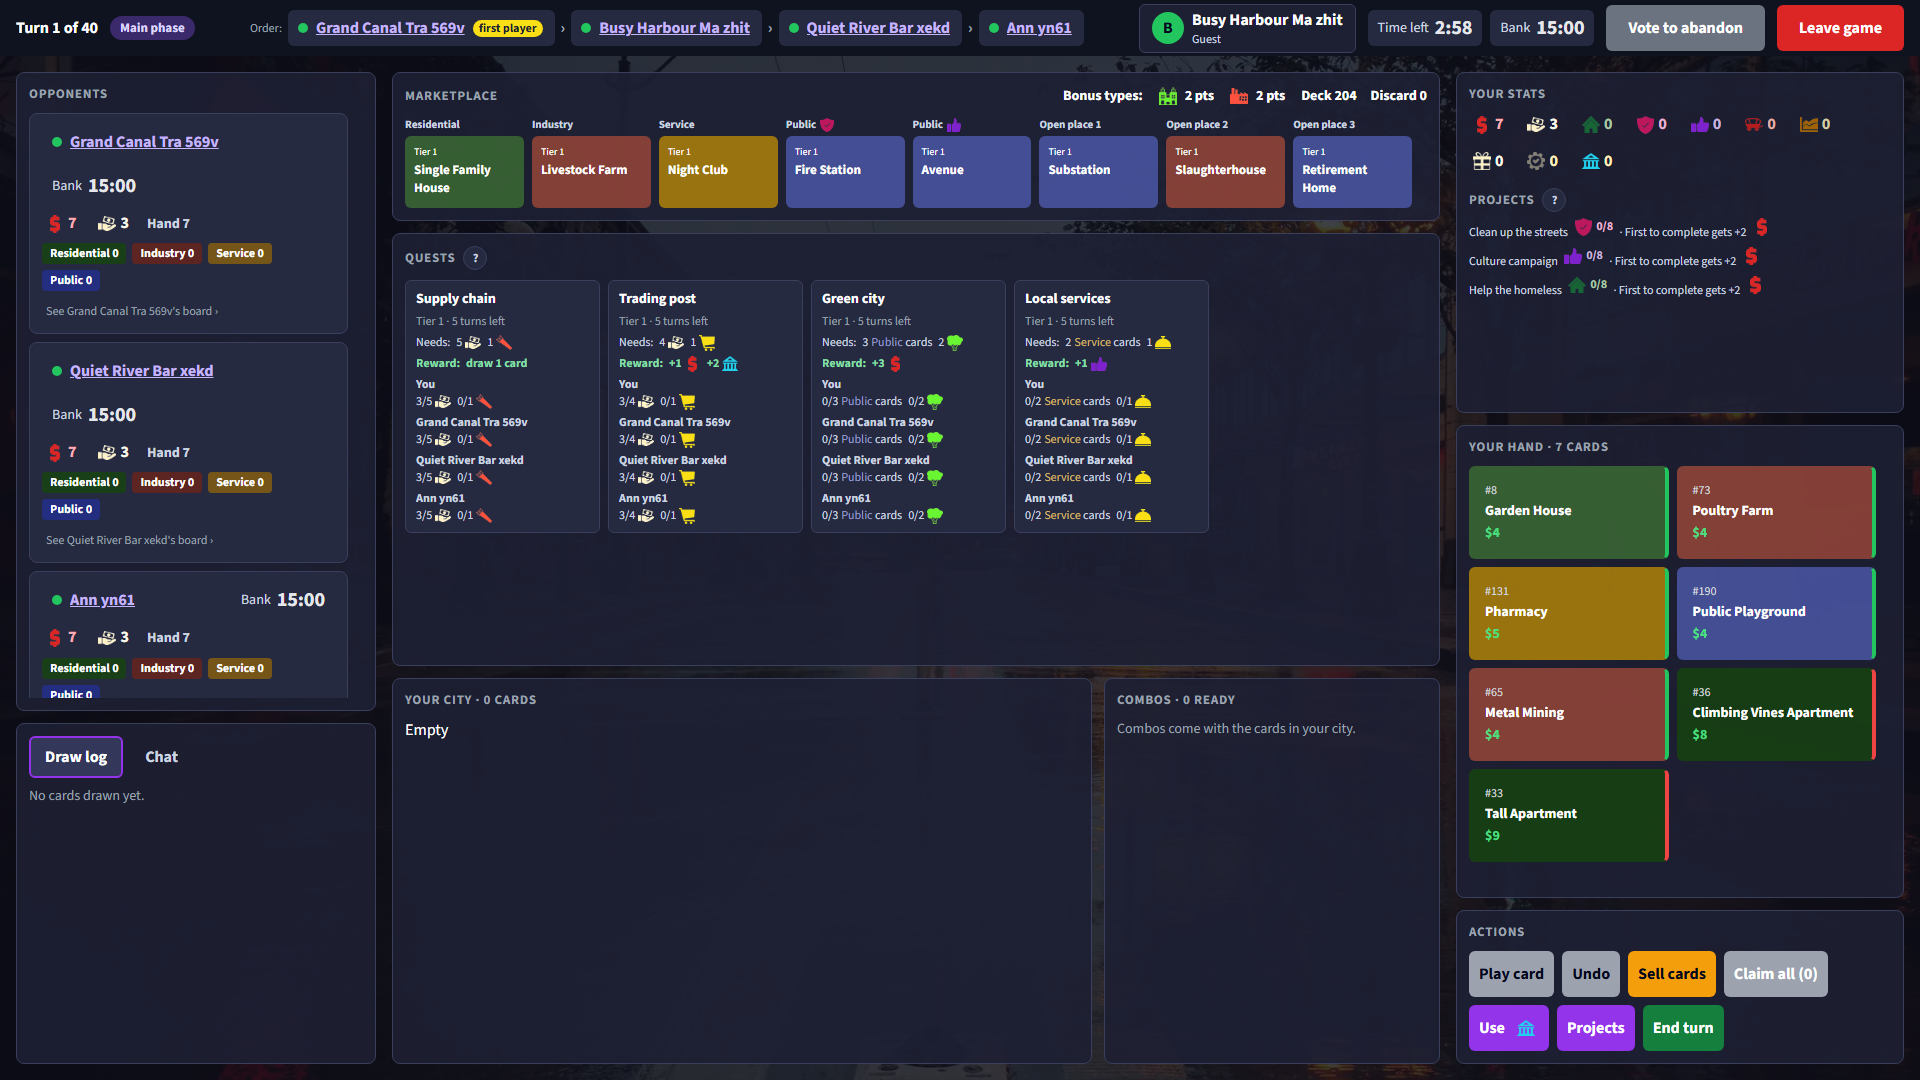 Turn 1 of 40
Main phase
Order:
Grand Canal Tra 569v first player › Busy Harbour Ma zhit › Quiet River Bar xekd › Ann yn61
B
Busy Harbour Ma zhit
Guest
Time left 2:58
Bank 15:00
Vote to abandon
Leave game
OPPONENTS
Grand Canal Tra 569v
Bank 15:00
7 3 Hand 7
Residential 0 Industry 0 Service 0
Public 0
See Grand Canal Tra 569v's board ›
Quiet River Bar xekd
Bank 15:00
7 3 Hand 7
Residential 0 Industry 0 Service 0
Public 0
See Quiet River Bar xekd's board ›
Ann yn61
Bank 15:00
7 3 Hand 7
Residential 0 Industry 0 Service 0
Public 0
Draw log
Chat
No cards drawn yet.
MARKETPLACE
Bonus types: 2 pts 2 pts Deck 204 Discard 0
Residential
Tier 1
Single Family
House
Industry
Tier 1
Livestock Farm
Service
Tier 1
Night Club
Public
Tier 1
Fire Station
Public
Tier 1
Avenue
Open place 1
Tier 1
Substation
Open place 2
Tier 1
Slaughterhouse
Open place 3
Tier 1
Retirement
Home
QUESTS ?
Supply chain
Tier 1 · 5 turns left
Needs: 5 1
Reward: draw 1 card
You
3/5 0/1
Grand Canal Tra 569v
3/5 0/1
Quiet River Bar xekd
3/5 0/1
Ann yn61
3/5 0/1
Trading post
Tier 1 · 5 turns left
Needs: 4 1
Reward: +1 +2
You
3/4 0/1
Grand Canal Tra 569v
3/4 0/1
Quiet River Bar xekd
3/4 0/1
Ann yn61
3/4 0/1
Green city
Tier 1 · 5 turns left
Needs: 3 Public cards 2
Reward: +3
You
0/3 Public cards 0/2
Grand Canal Tra 569v
0/3 Public cards 0/2
Quiet River Bar xekd
0/3 Public cards 0/2
Ann yn61
0/3 Public cards 0/2
Local services
Tier 1 · 5 turns left
Needs: 2 Service cards 1
Reward: +1
You
0/2 Service cards 0/1
Grand Canal Tra 569v
0/2 Service cards 0/1
Quiet River Bar xekd
0/2 Service cards 0/1
Ann yn61
0/2 Service cards 0/1
YOUR CITY · 0 CARDS
Empty
COMBOS · 0 READY
Combos come with the cards in your city.
YOUR STATS
7 3 0 0 0 0 0
0 0 0
PROJECTS ?
Clean up the streets 0/8 · First to complete gets +2
Culture campaign 0/8 · First to complete gets +2
Help the homeless 0/8 · First to complete gets +2
YOUR HAND · 7 CARDS
#8
Garden House
$4
#73
Poultry Farm
$4
#131
Pharmacy
$5
#190
Public Playground
$4
#65
Metal Mining
$4
#36
Climbing Vines Apartment
$8
#33
Tall Apartment
$9
ACTIONS
Play card
Undo
Sell cards
Claim all (0)
Use
Projects
End turn